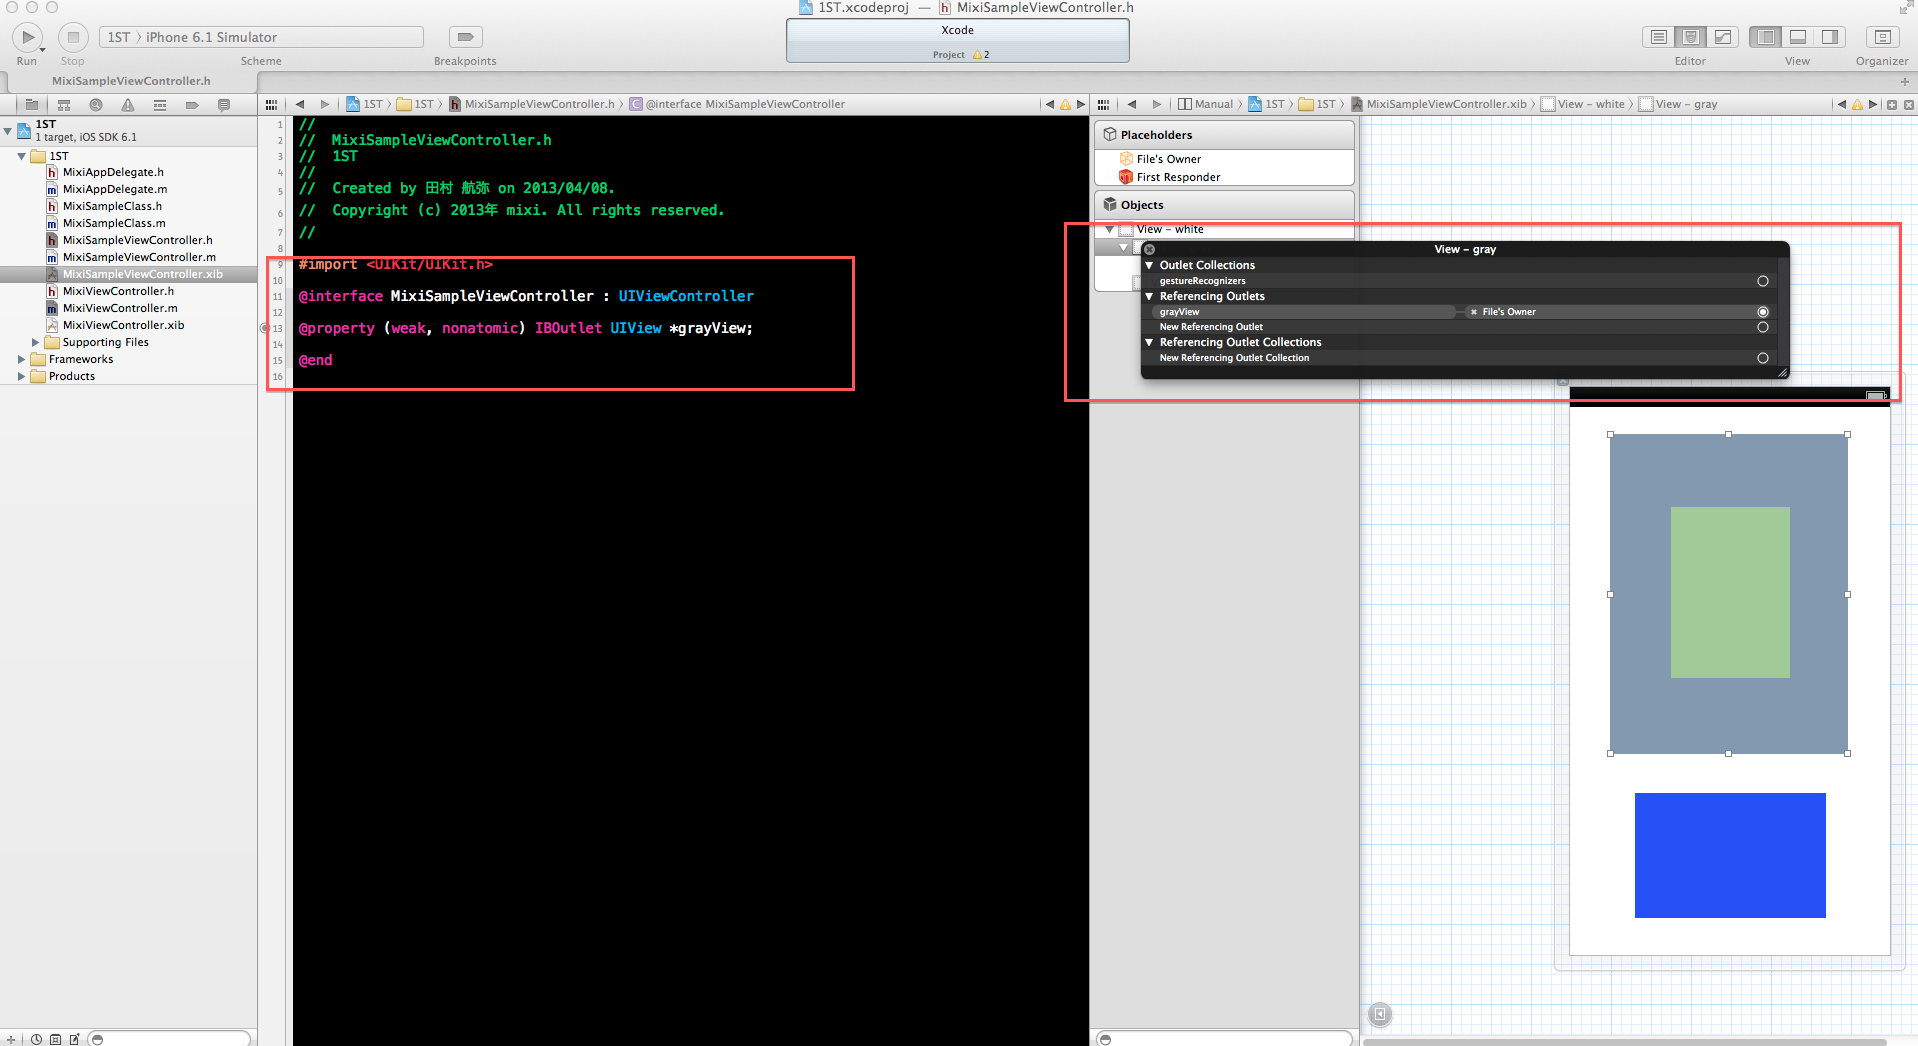 1ST.xcodeproj — MixiSampleViewController.h
Run
Stop
1ST 〉 iPhone 6.1 Simulator
Scheme
Breakpoints
Xcode
Project 2
Editor
View
Organizer
MixiSampleViewController.h
1ST
1 target, iOS SDK 6.1
1ST
MixiAppDelegate.h
MixiAppDelegate.m
MixiSampleClass.h
MixiSampleClass.m
MixiSampleViewController.h
MixiSampleViewController.m
MixiSampleViewController.xib
MixiViewController.h
MixiViewController.m
MixiViewController.xib
Supporting Files
Frameworks
Products
1ST 〉 1ST 〉 MixiSampleViewController.h 〉 C @interface MixiSampleViewController
1 //
2 //  MixiSampleViewController.h
3 //  1ST
4 //
5 //  Created by 田村 航弥 on 2013/04/08.
6 //  Copyright (c) 2013年 mixi. All rights reserved.
7 //
8
9 #import <UIKit/UIKit.h>
10
11 @interface MixiSampleViewController : UIViewController
12
13 @property (weak, nonatomic) IBOutlet UIView *grayView;
14
15 @end
16
Manual 〉 1ST 〉 1ST 〉 MixiSampleViewController.xib 〉 View – white 〉 View – gray
Placeholders
File's Owner
First Responder
Objects
View – white
View – gray
Outlet Collections
gestureRecognizers
Referencing Outlets
grayView File's Owner
New Referencing Outlet
Referencing Outlet Collections
New Referencing Outlet Collection